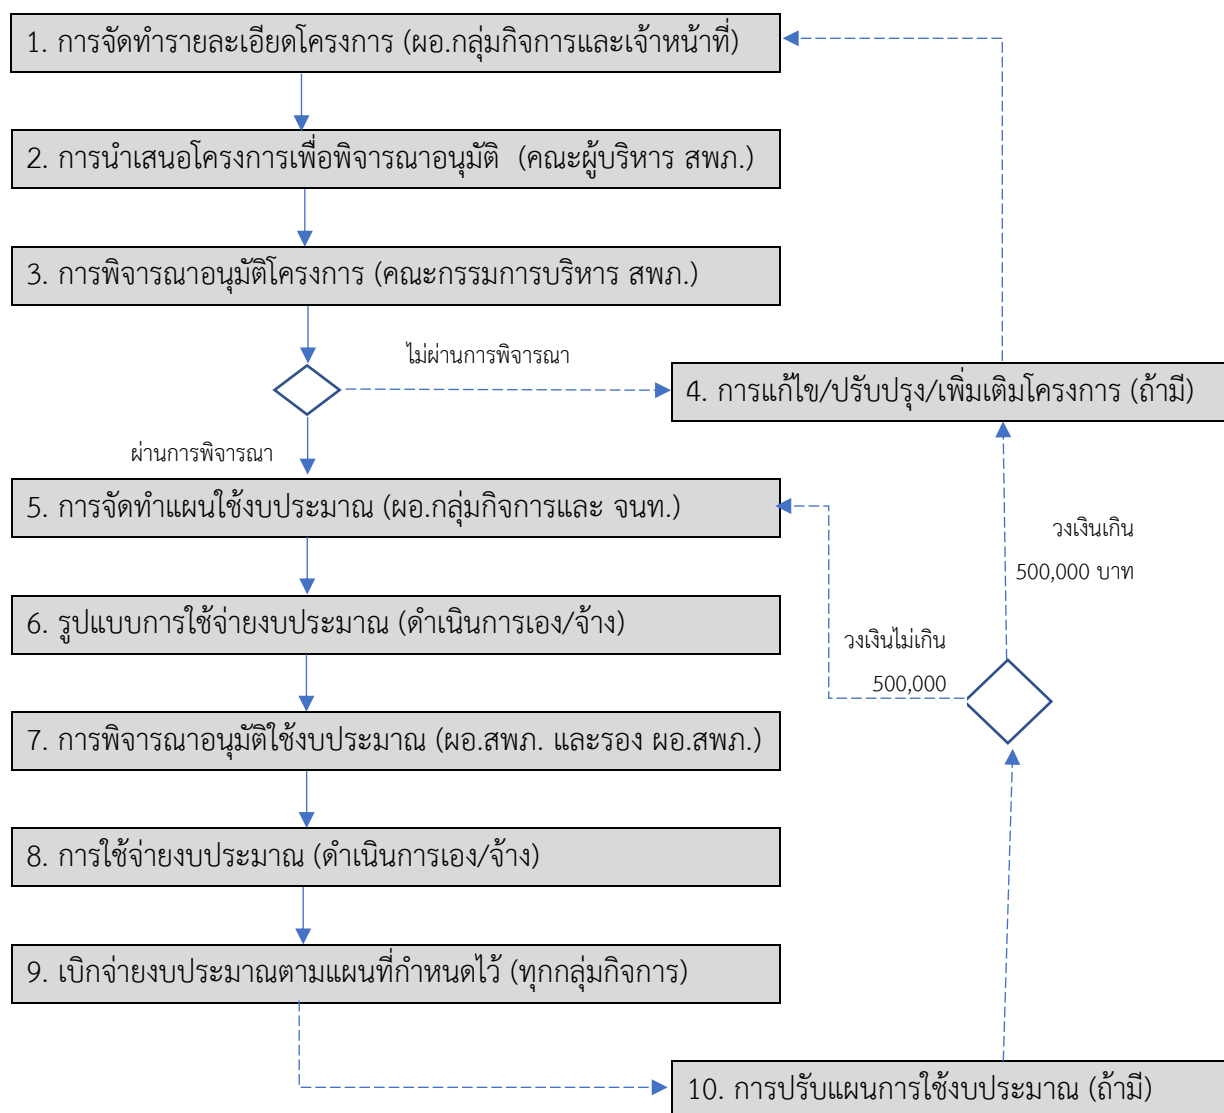 1. การจัดทำรายละเอียดโครงการ (ผอ.กลุ่มกิจการและเจ้าหน้าที่)
2. การนำเสนอโครงการเพื่อพิจารณาอนุมัติ (คณะผู้บริหาร สพภ.)
3. การพิจารณาอนุมัติโครงการ (คณะกรรมการบริหาร สพภ.)
ไม่ผ่านการพิจารณา
4. การแก้ไข/ปรับปรุง/เพิ่มเติมโครงการ (ถ้ามี)
ผ่านการพิจารณา
5. การจัดทำแผนใช้งบประมาณ (ผอ.กลุ่มกิจการและ จนท.)
วงเงินเกิน
500,000 บาท
6. รูปแบบการใช้จ่ายงบประมาณ (ดำเนินการเอง/จ้าง)
วงเงินไม่เกิน
500,000
7. การพิจารณาอนุมัติใช้งบประมาณ (ผอ.สพภ. และรอง ผอ.สพภ.)
8. การใช้จ่ายงบประมาณ (ดำเนินการเอง/จ้าง)
9. เบิกจ่ายงบประมาณตามแผนที่กำหนดไว้ (ทุกกลุ่มกิจการ)
10. การปรับแผนการใช้งบประมาณ (ถ้ามี)